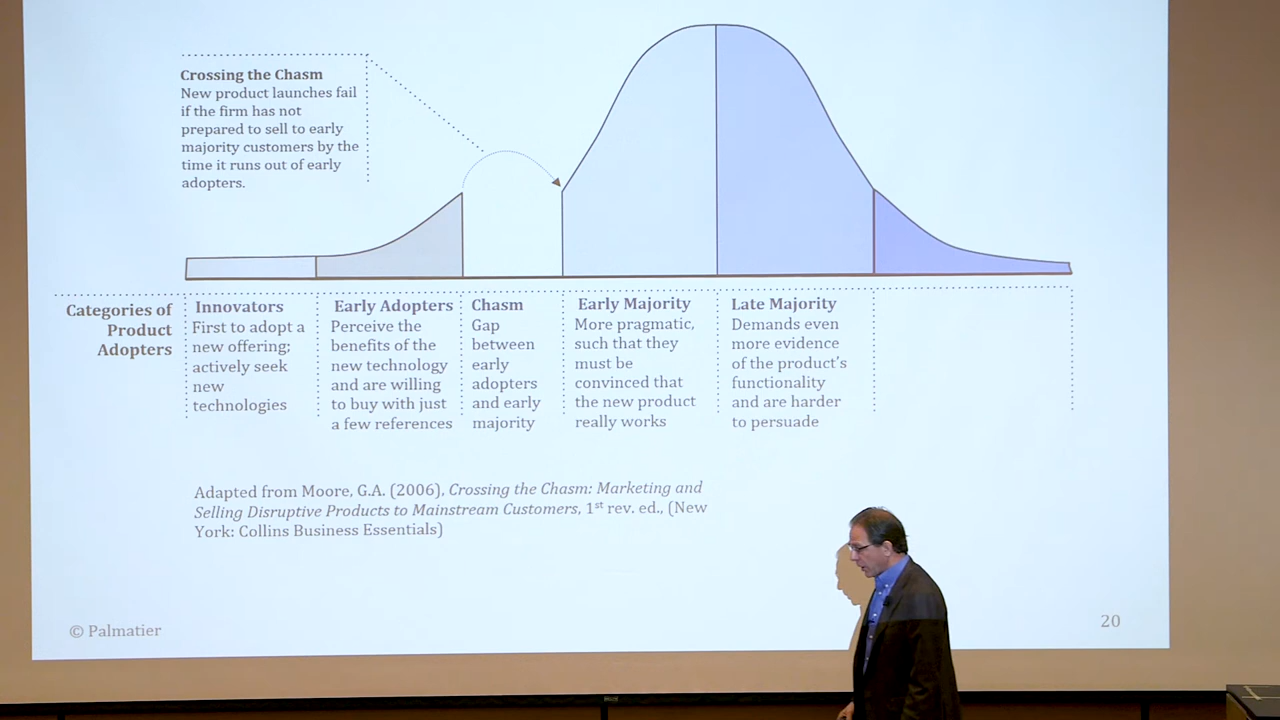 Crossing the Chasm
New product launches fail
if the firm has not
prepared to sell to early
majority customers by the
time it runs out of early
adopters.
Categories of
Product
Adopters
Innovators
First to adopt a
new offering;
actively seek
new
technologies
Early Adopters
Perceive the
benefits of the
new technology
and are willing
to buy with just
a few references
Chasm
Gap
between
early
adopters
and early
majority
Early Majority
More pragmatic,
such that they
must be
convinced that
the new product
really works
Late Majority
Demands even
more evidence
of the product's
functionality
and are harder
to persuade
Adapted from Moore, G.A. (2006), Crossing the Chasm: Marketing and
Selling Disruptive Products to Mainstream Customers, 1st rev. ed., (New
York: Collins Business Essentials)
© Palmatier
20